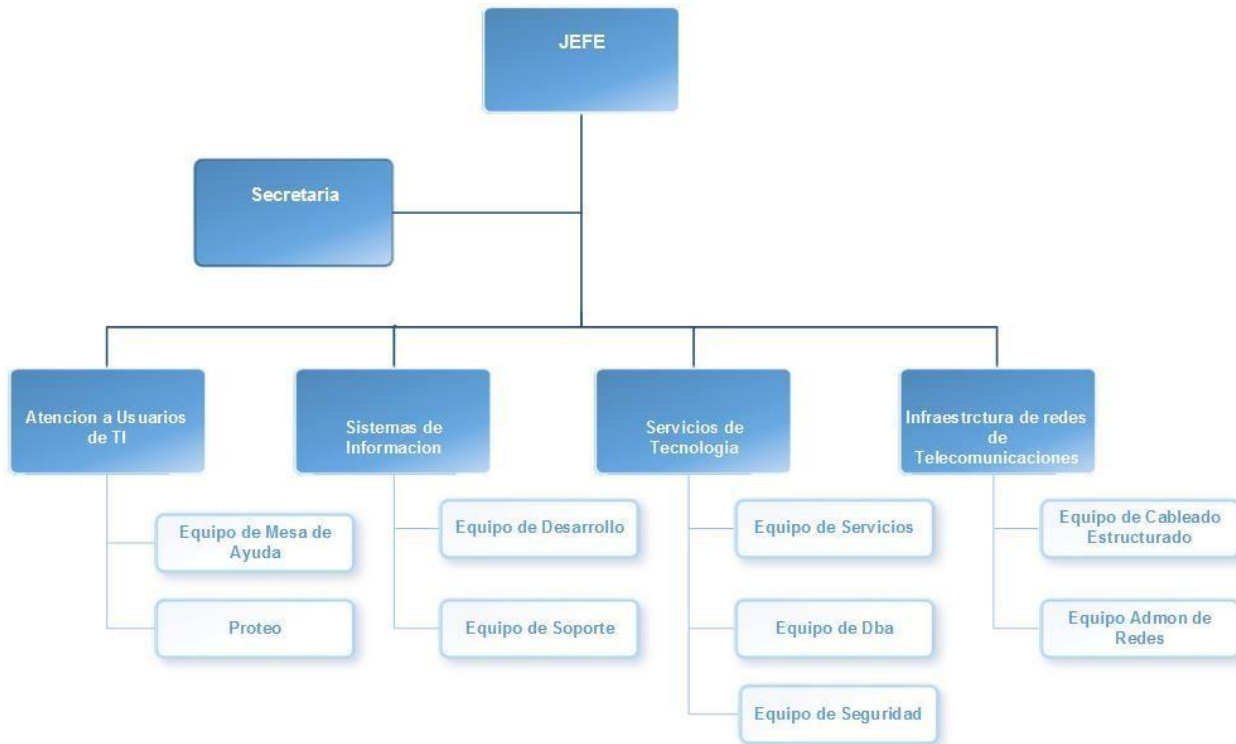 JEFE
Secretaria
Atencion a Usuarios
de TI
Sistemas de
Informacion
Servicios de
Tecnologia
Infraestrctura de redes
de
Telecomunicaciones
Equipo de Mesa de
Ayuda
Proteo
Equipo de Desarrollo
Equipo de Soporte
Equipo de Servicios
Equipo de Dba
Equipo de Seguridad
Equipo de Cableado
Estructurado
Equipo Admon de
Redes